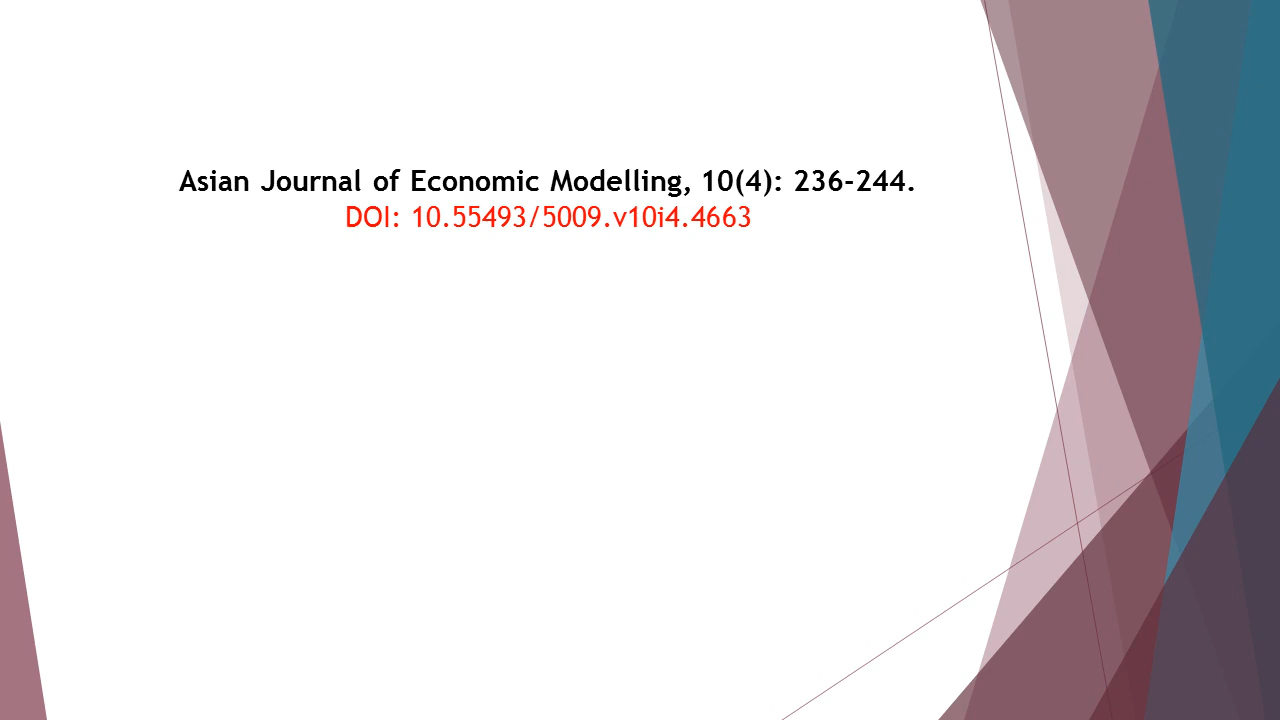 Asian Journal of Economic Modelling, 10(4): 236-244.
DOI: 10.55493/5009.v10i4.4663